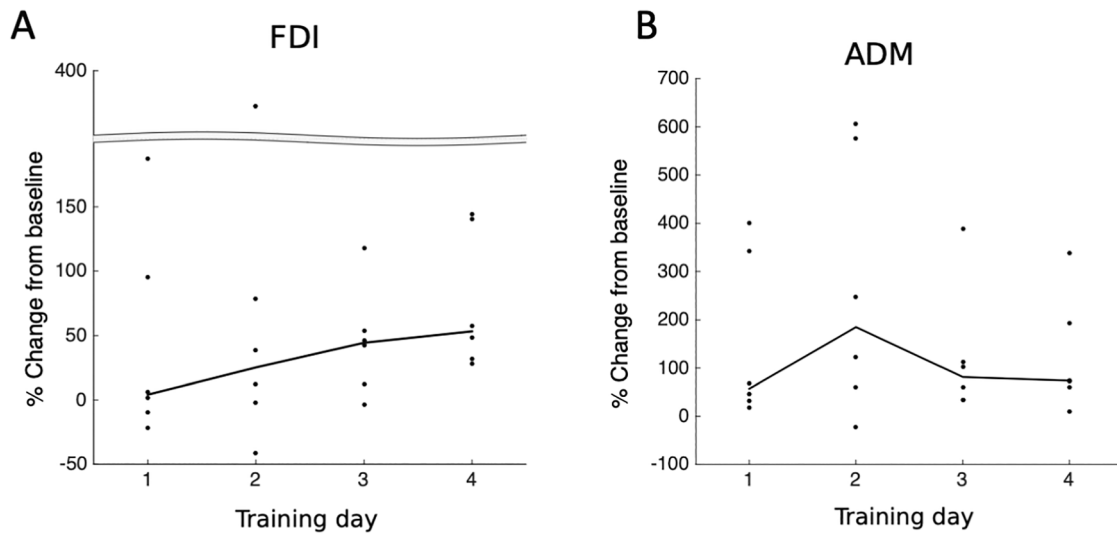 A
FDI
% Change from baseline
400
150
100
50
0
-50
1 2 3 4
Training day
B
ADM
% Change from baseline
700
600
500
400
300
200
100
0
-100
1 2 3 4
Training day